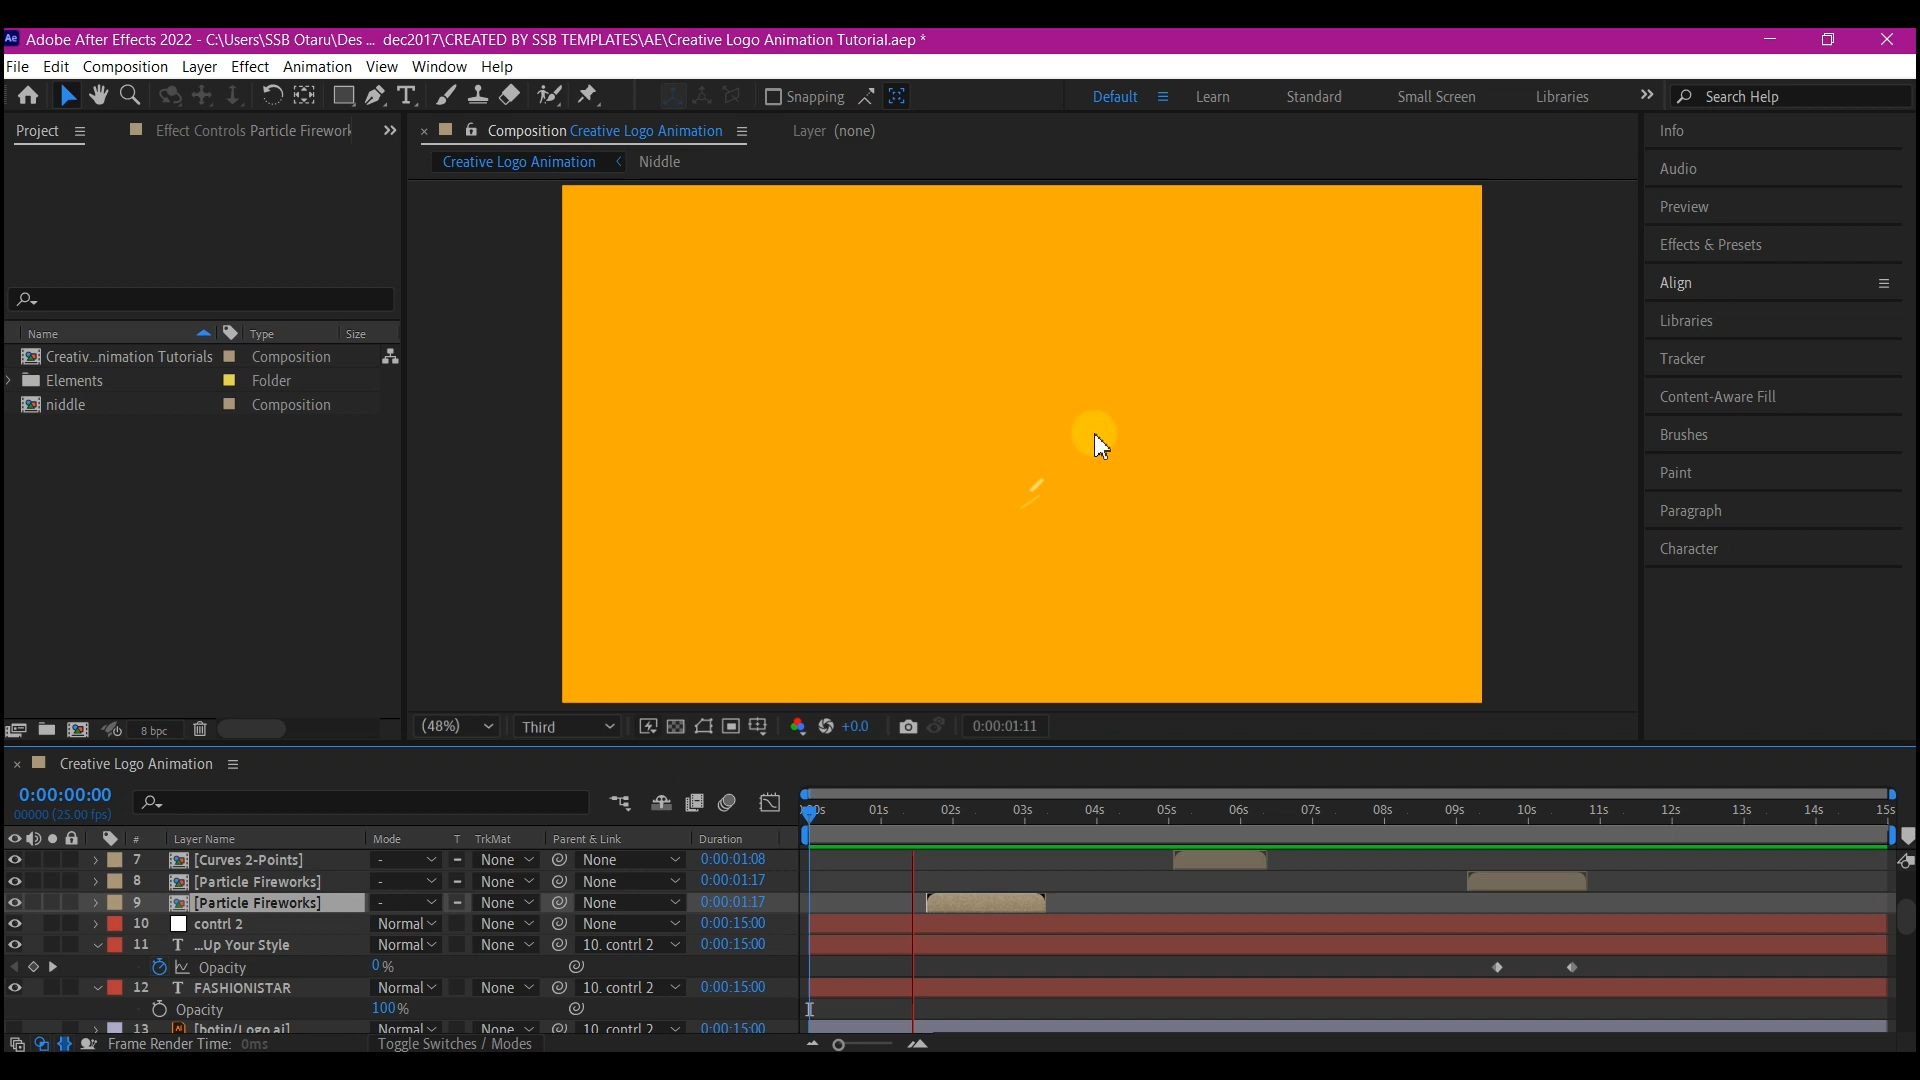 Ae Adobe After Effects 2022 - C:\Users\SSB Otaru\Des ... dec2017\CREATED BY SSB TEMPLATES\AE\Creative Logo Animation Tutorial.aep *
File Edit Composition Layer Effect Animation View Window Help
Snapping Default Learn Standard Small Screen Libraries Search Help
Project Effect Controls Particle Firework Composition Creative Logo Animation Layer (none)
Creative Logo Animation Niddle
Info
Audio
Preview
Effects & Presets
Align
Libraries
Tracker
Content-Aware Fill
Brushes
Paint
Paragraph
Character
Name Type Size
Creativ...nimation Tutorials Composition
Elements Folder
niddle Composition
8 bpc (48%) Third +0.0 0:00:01:11
Creative Logo Animation
0:00:00:00
00000 (25.00 fps)
01s 02s 03s 04s 05s 06s 07s 08s 09s 10s 11s 12s 13s 14s 15s
# Layer Name Mode T TrkMat Parent & Link Duration
7 [Curves 2-Points] - None None 0:00:01:08
8 [Particle Fireworks] - None None 0:00:01:17
9 [Particle Fireworks] - None None 0:00:01:17
10 contrl 2 Normal None None 0:00:15:00
11 T ...Up Your Style Normal None 10. contrl 2 0:00:15:00
Opacity 0%
12 T FASHIONISTAR Normal None 10. contrl 2 0:00:15:00
Opacity 100%
13 Ai [botin/Logo.ai] Normal None 10. contrl 2 0:00:15:00
Frame Render Time: 0ms Toggle Switches / Modes